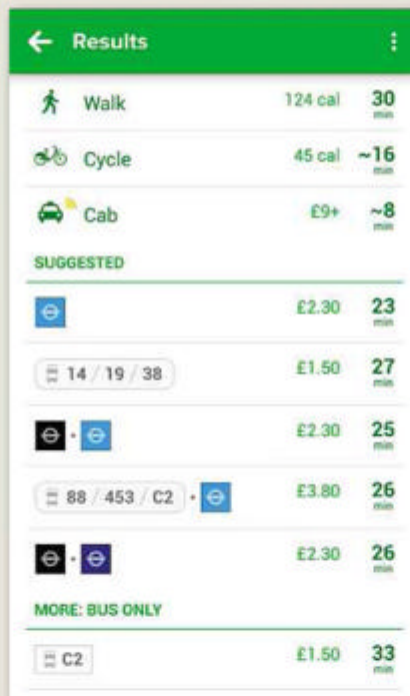 Results
Walk 124 cal 30 min
Cycle 45 cal ~16 min
Cab £9+ ~8 min
SUGGESTED
£2.30 23 min
14 / 19 / 38 £1.50 27 min
£2.30 25 min
88 / 453 / C2 £3.80 26 min
£2.30 26 min
MORE: BUS ONLY
C2 £1.50 33 min